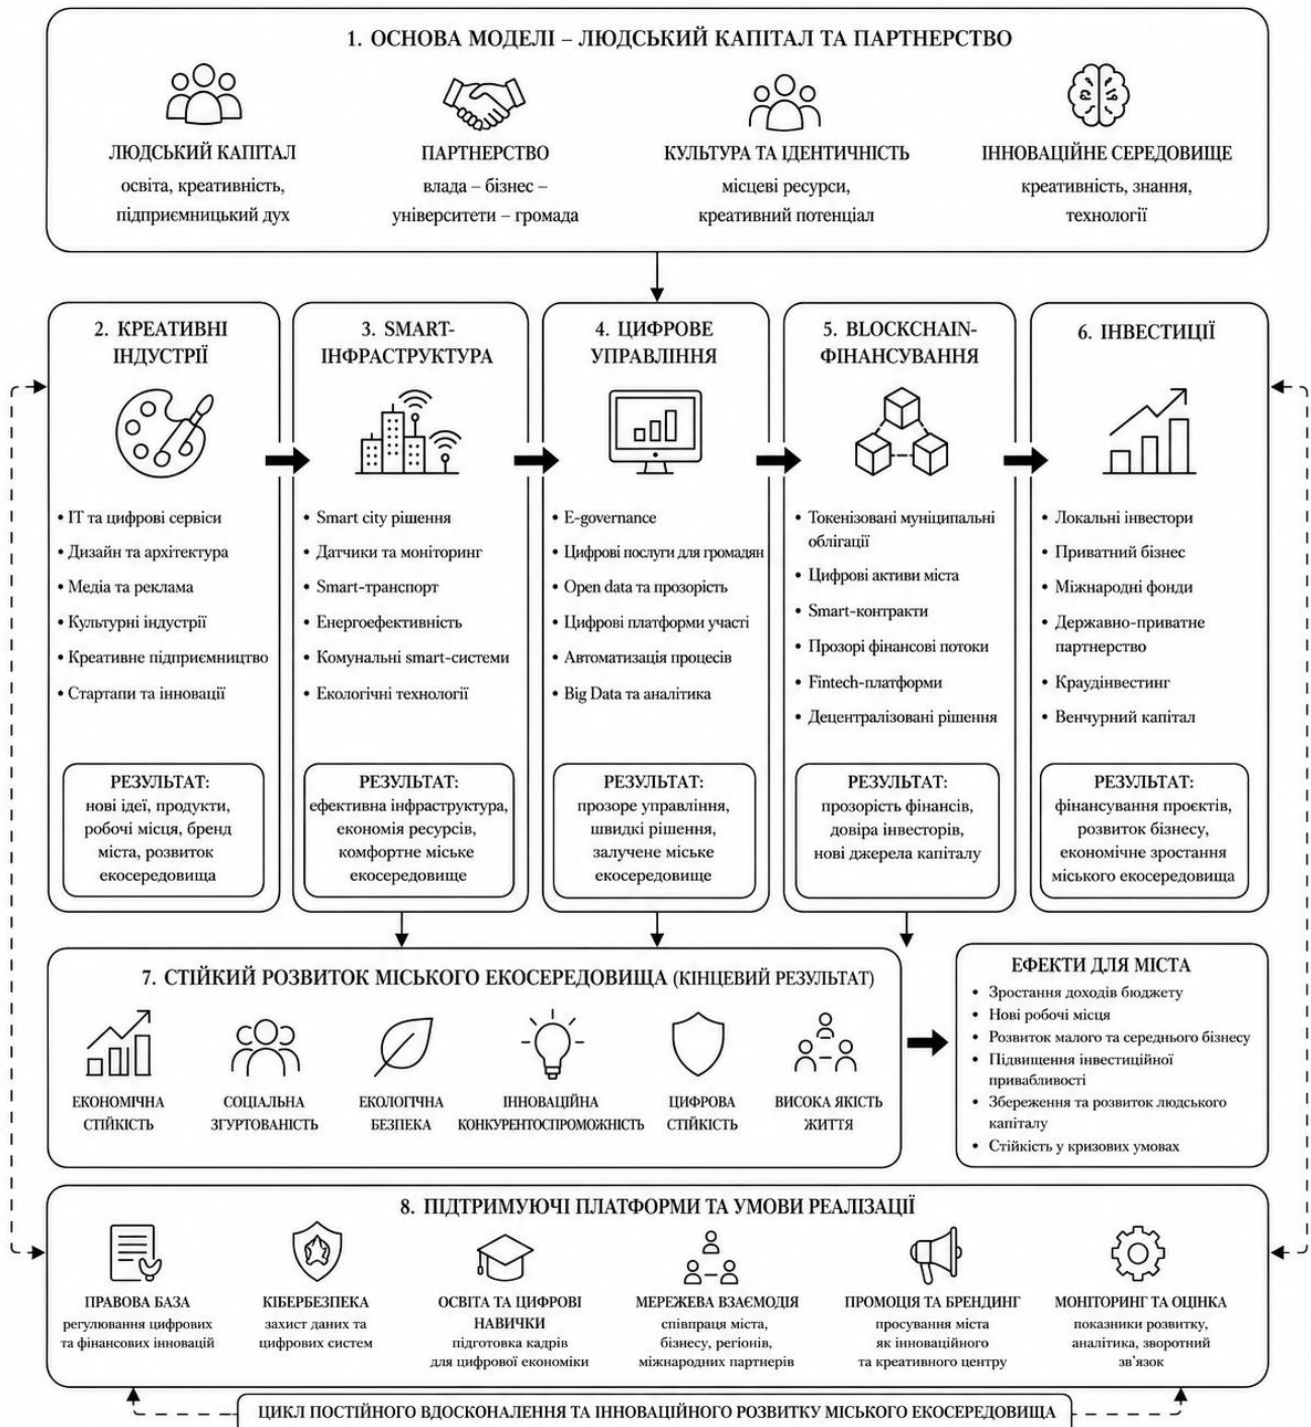 1. ОСНОВА МОДЕЛІ – ЛЮДСЬКИЙ КАПІТАЛ ТА ПАРТНЕРСТВО
ЛЮДСЬКИЙ КАПІТАЛ
освіта, креативність,
підприємницький дух
ПАРТНЕРСТВО
влада – бізнес –
університети – громада
КУЛЬТУРА ТА ІДЕНТИЧНІСТЬ
місцеві ресурси,
креативний потенціал
ІННОВАЦІЙНЕ СЕРЕДОВИЩЕ
креативність, знання,
технології
2. КРЕАТИВНІ
ІНДУСТРІЇ
• ІТ та цифрові сервіси
• Дизайн та архітектура
• Медіа та реклама
• Культурні індустрії
• Креативне підприємництво
• Стартапи та інновації
РЕЗУЛЬТАТ:
нові ідеї, продукти,
робочі місця, бренд
міста, розвиток
екосередовища
3. SMART-
ІНФРАСТРУКТУРА
• Smart city рішення
• Датчики та моніторинг
• Smart-транспорт
• Енергоефективність
• Комунальні smart-системи
• Екологічні технології
РЕЗУЛЬТАТ:
ефективна інфраструктура,
економія ресурсів,
комфортне міське
екосередовище
4. ЦИФРОВЕ
УПРАВЛІННЯ
• E-governance
• Цифрові послуги для громадян
• Open data та прозорість
• Цифрові платформи участі
• Автоматизація процесів
• Big Data та аналітика
РЕЗУЛЬТАТ:
прозоре управління,
швидкі рішення,
залучене міське
екосередовище
5. BLOCKCHAIN-
ФІНАНСУВАННЯ
• Токенізовані муніципальні
облігації
• Цифрові активи міста
• Smart-контракти
• Прозорі фінансові потоки
• Fintech-платформи
• Децентралізовані рішення
РЕЗУЛЬТАТ:
прозорість фінансів,
довіра інвесторів,
нові джерела капіталу
6. ІНВЕСТИЦІЇ
• Локальні інвестори
• Приватний бізнес
• Міжнародні фонди
• Державно-приватне
партнерство
• Краудінвестинг
• Венчурний капітал
РЕЗУЛЬТАТ:
фінансування проєктів,
розвиток бізнесу,
економічне зростання
міського екосередовища
7. СТІЙКИЙ РОЗВИТОК МІСЬКОГО ЕКОСЕРЕДОВИЩА (КІНЦЕВИЙ РЕЗУЛЬТАТ)
ЕКОНОМІЧНА
СТІЙКІСТЬ
СОЦІАЛЬНА
ЗГУРТОВАНІСТЬ
ЕКОЛОГІЧНА
БЕЗПЕКА
ІННОВАЦІЙНА
КОНКУРЕНТОСПРОМОЖНІСТЬ
ЦИФРОВА
СТІЙКІСТЬ
ВИСОКА ЯКІСТЬ
ЖИТТЯ
ЕФЕКТИ ДЛЯ МІСТА
• Зростання доходів бюджету
• Нові робочі місця
• Розвиток малого та середнього бізнесу
• Підвищення інвестиційної
привабливості
• Збереження та розвиток людського
капіталу
• Стійкість у кризових умовах
8. ПІДТРИМУЮЧІ ПЛАТФОРМИ ТА УМОВИ РЕАЛІЗАЦІЇ
ПРАВОВА БАЗА
регулювання цифрових
та фінансових інновацій
КІБЕРБЕЗПЕКА
захист даних та
цифрових систем
ОСВІТА ТА ЦИФРОВІ
НАВИЧКИ
підготовка кадрів
для цифрової економіки
МЕРЕЖЕВА ВЗАЄМОДІЯ
співпраця міста,
бізнесу, регіонів,
міжнародних партнерів
ПРОМОЦІЯ ТА БРЕНДИНГ
просування міста
як інноваційного
та креативного центру
МОНІТОРИНГ ТА ОЦІНКА
показники розвитку,
аналітика, зворотний
зв'язок
ЦИКЛ ПОСТІЙНОГО ВДОСКОНАЛЕННЯ ТА ІННОВАЦІЙНОГО РОЗВИТКУ МІСЬКОГО ЕКОСЕРЕДОВИЩА